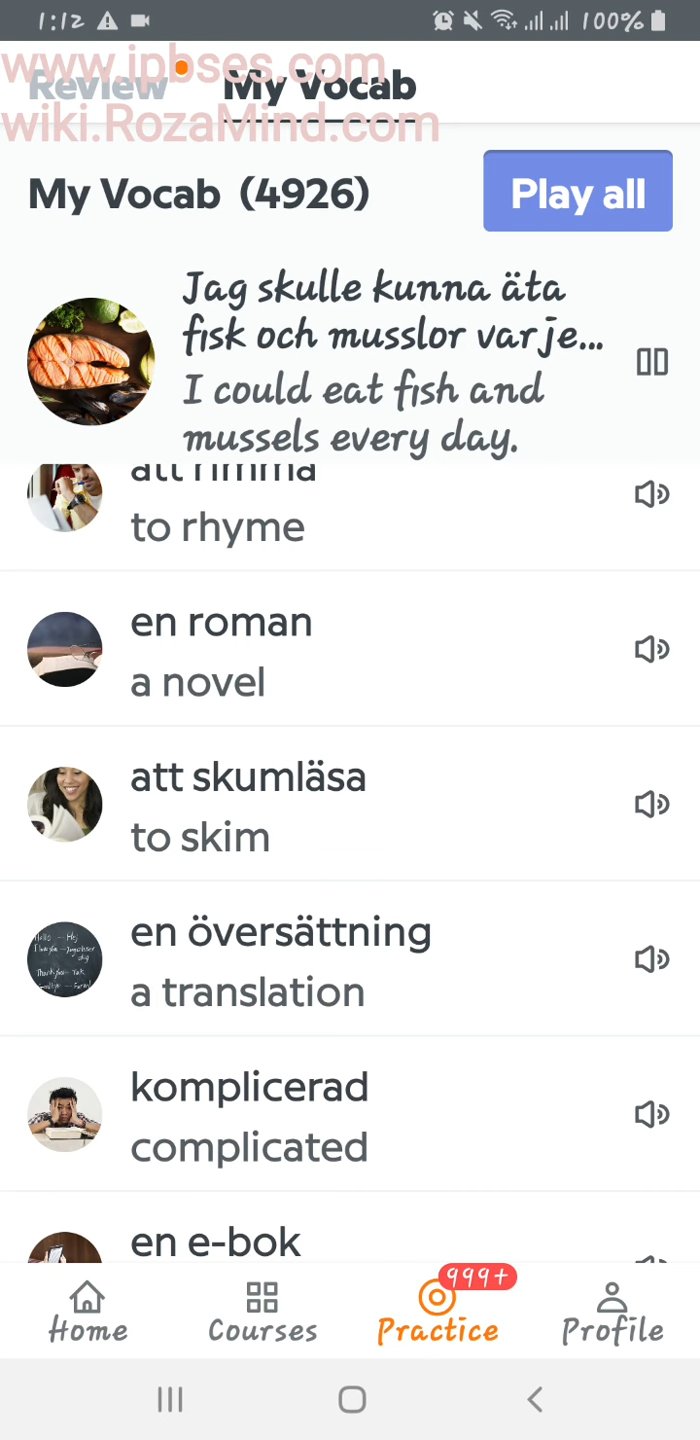 1:12
100%
www.ipbses.com
Review
My Vocab
wiki.RozaMind.com
My Vocab (4926)
Play all
Jag skulle kunna äta
fisk och musslor varje...
I could eat fish and
mussels every day.
att rimma
to rhyme
en roman
a novel
att skumläsa
to skim
en översättning
a translation
komplicerad
complicated
en e-bok
999+
Home
Courses
Practice
Profile